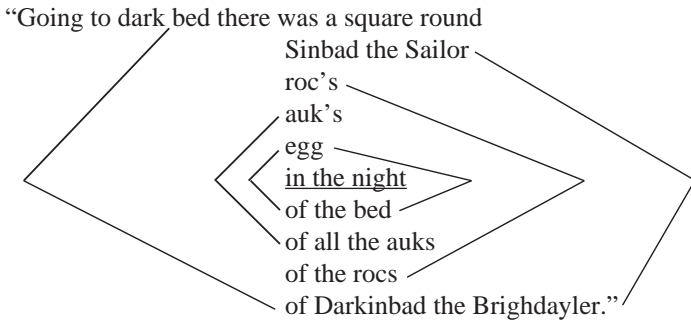 “Going to dark bed there was a square round
Sinbad the Sailor
roc’s
auk’s
egg
in the night
of the bed
of all the auks
of the rocs
of Darkinbad the Brighdayler.”